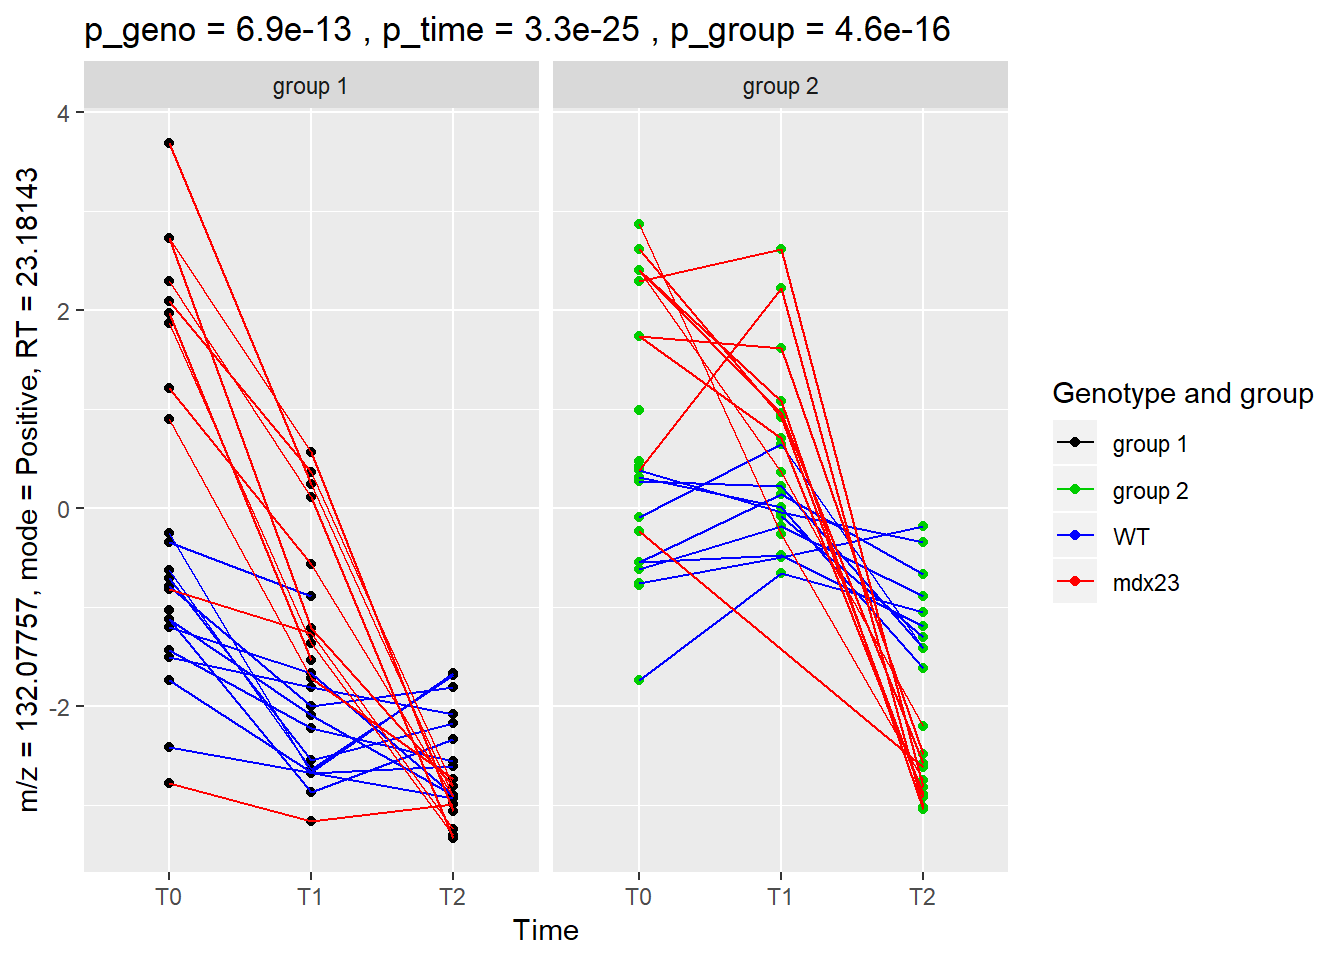 p_geno = 6.9e-13 , p_time = 3.3e-25 , p_group = 4.6e-16
group 1
group 2
m/z = 132.07757, mode = Positive, RT = 23.18143
4
2
0
-2
T0
T1
T2
T0
T1
T2
Time
Genotype and group
group 1
group 2
WT
mdx23